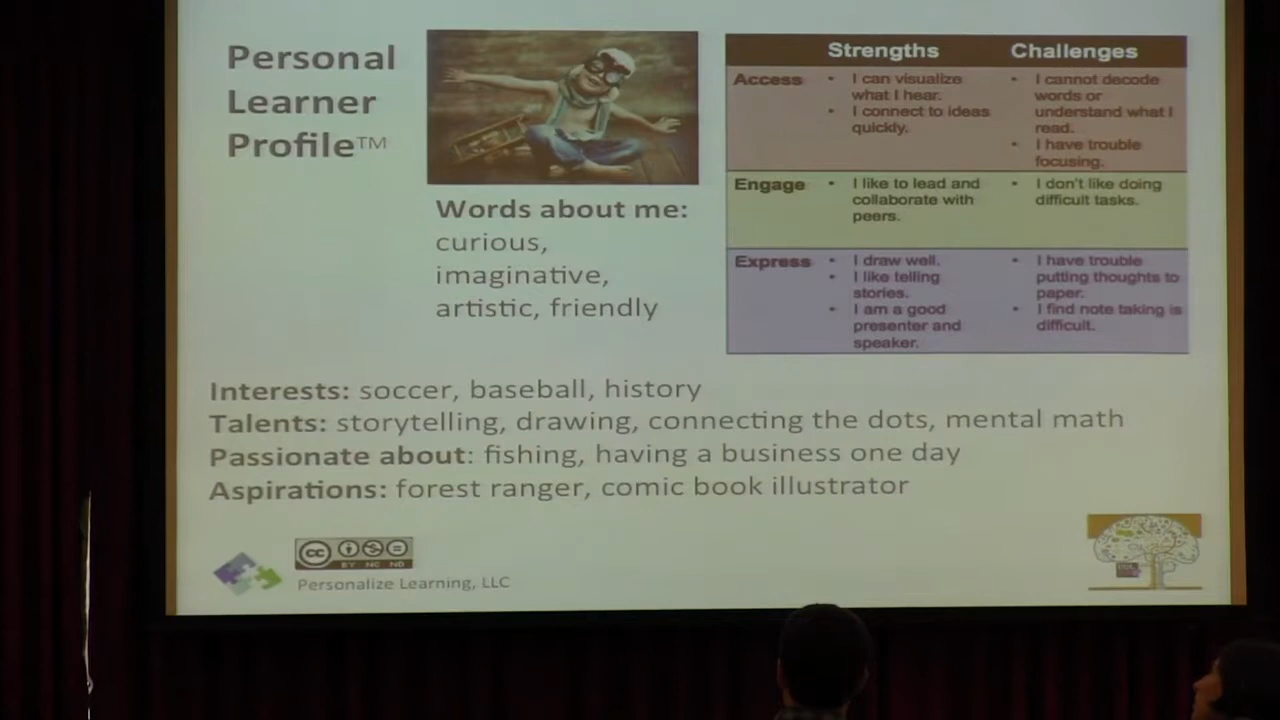 Personal
Learner
Profile™
Words about me:
curious,
imaginative,
artistic, friendly
Strengths Challenges
Access
• I can visualize
what I hear.
• I connect to ideas
quickly.
• I cannot decode
words or
understand what I
read.
• I have trouble
focusing.
Engage
• I like to lead and
collaborate with
peers.
• I don't like doing
difficult tasks.
Express
• I draw well.
• I like telling
stories.
• I am a good
presenter and
speaker.
• I have trouble
putting thoughts to
paper.
• I find note taking is
difficult.
Interests: soccer, baseball, history
Talents: storytelling, drawing, connecting the dots, mental math
Passionate about: fishing, having a business one day
Aspirations: forest ranger, comic book illustrator
cc
BY NC ND
Personalize Learning, LLC